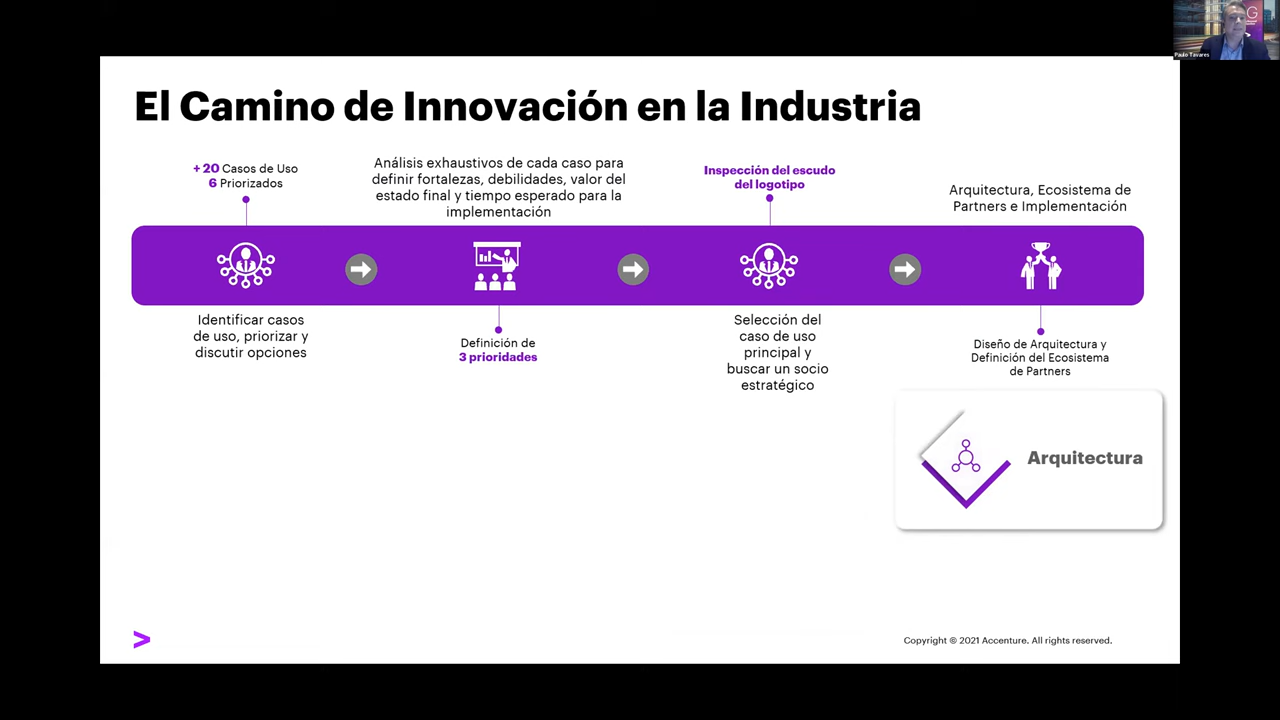 G
Paulo Tavares
El Camino de Innovación en la Industria
+ 20 Casos de Uso
6 Priorizados
Análisis exhaustivos de cada caso para
definir fortalezas, debilidades, valor del
estado final y tiempo esperado para la
implementación
Inspección del escudo
del logotipo
Arquitectura, Ecosistema de
Partners e Implementación
Identificar casos
de uso, priorizar y
discutir opciones
Definición de
3 prioridades
Selección del
caso de uso
principal y
buscar un socio
estratégico
Diseño de Arquitectura y
Definición del Ecosistema
de Partners
Arquitectura
Copyright © 2021 Accenture. All rights reserved.